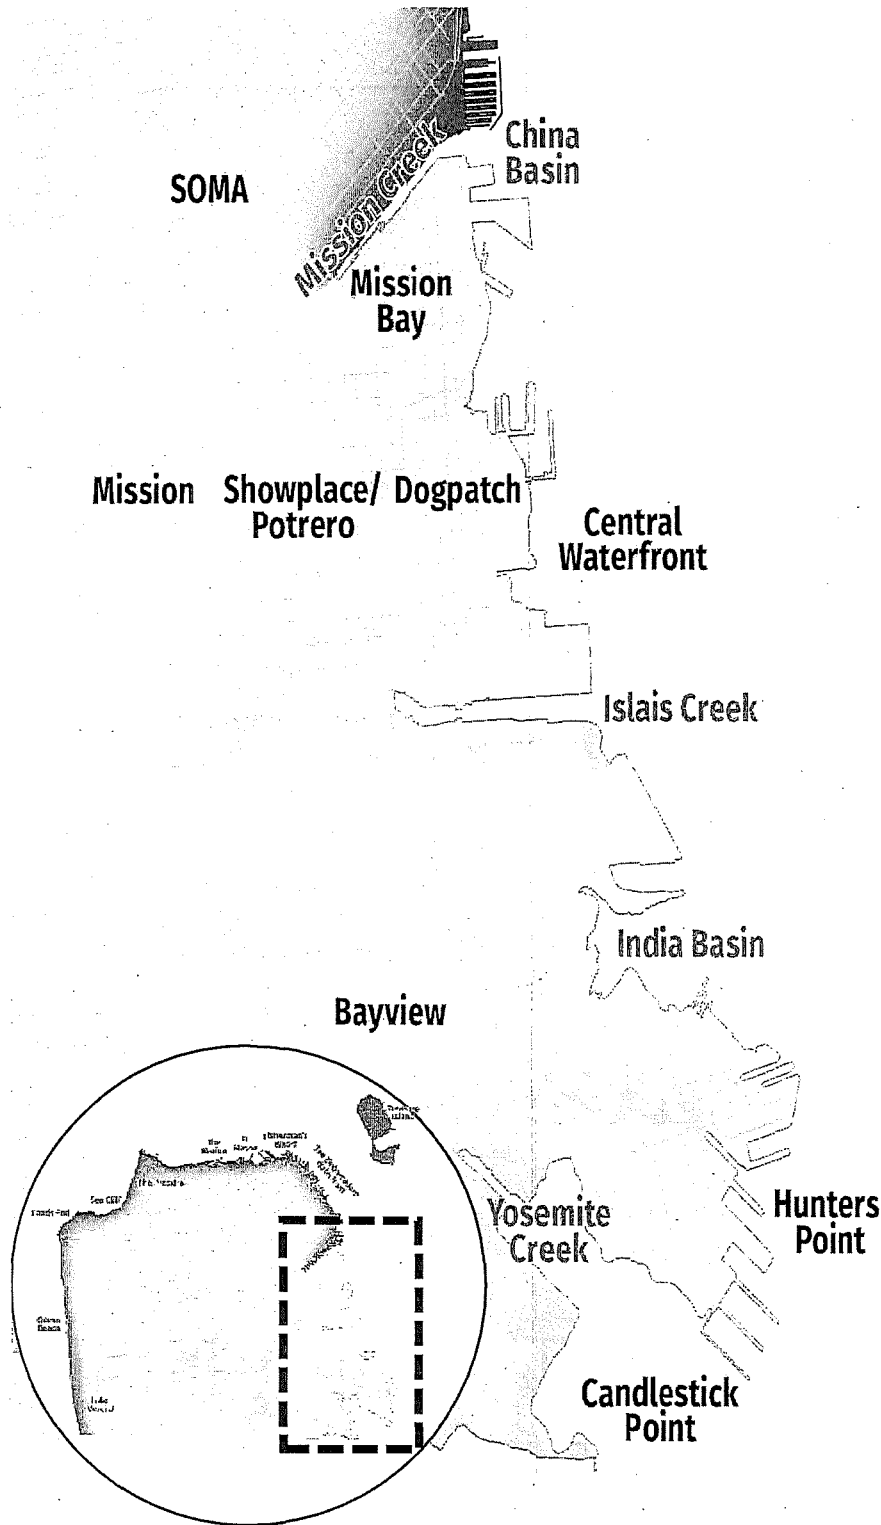 China
Basin
SOMA
Mission Creek
Mission
Bay
Mission
Showplace/
Potrero
Dogpatch
Central
Waterfront
Islais Creek
India Basin
Bayview
Yosemite
Creek
Hunters
Point
Candlestick
Point